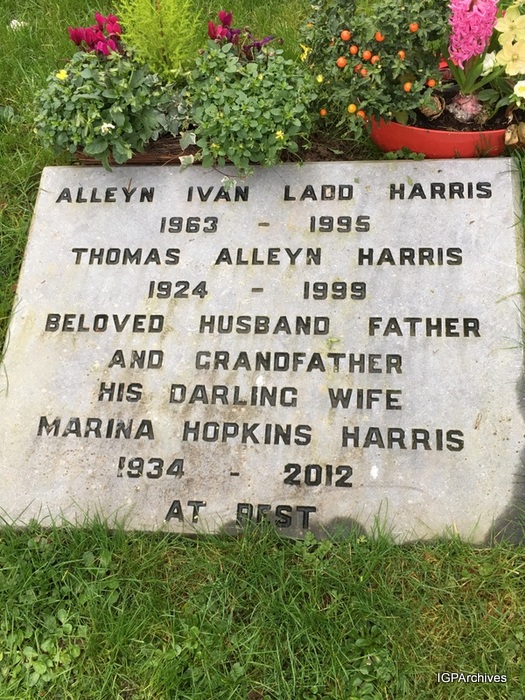 ALLEYN IVAN LADD HARRIS
1963 - 1995
THOMAS ALLEYN HARRIS
1924 - 1999
BELOVED HUSBAND FATHER
AND GRANDFATHER
HIS DARLING WIFE
MARINA HOPKINS HARRIS
1934 - 2012
AT REST
IGPArchives